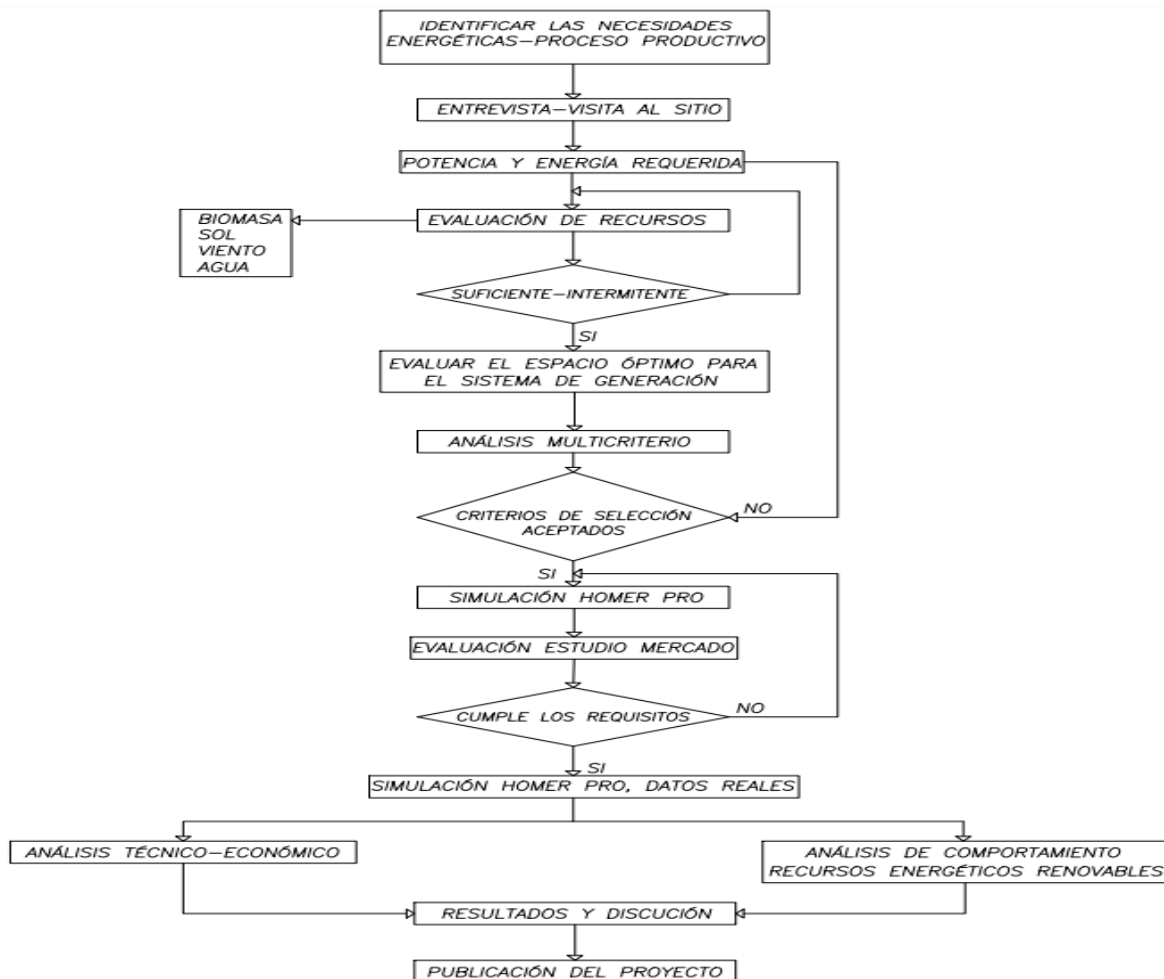 IDENTIFICAR LAS NECESIDADES
ENERGÉTICAS-PROCESO PRODUCTIVO
ENTREVISTA-VISITA AL SITIO
POTENCIA Y ENERGÍA REQUERIDA
EVALUACIÓN DE RECURSOS
BIOMASA
SOL
VIENTO
AGUA
SUFICIENTE-INTERMITENTE
SI
EVALUAR EL ESPACIO ÓPTIMO PARA
EL SISTEMA DE GENERACIÓN
ANÁLISIS MULTICRITERIO
CRITERIOS DE SELECCIÓN
ACEPTADOS
NO
SI
SIMULACIÓN HOMER PRO
EVALUACIÓN ESTUDIO MERCADO
CUMPLE LOS REQUISITOS
NO
SI
SIMULACIÓN HOMER PRO, DATOS REALES
ANÁLISIS TÉCNICO-ECONÓMICO
ANÁLISIS DE COMPORTAMIENTO
RECURSOS ENERGÉTICOS RENOVABLES
RESULTADOS Y DISCUCIÓN
PUBLICACIÓN DEL PROYECTO